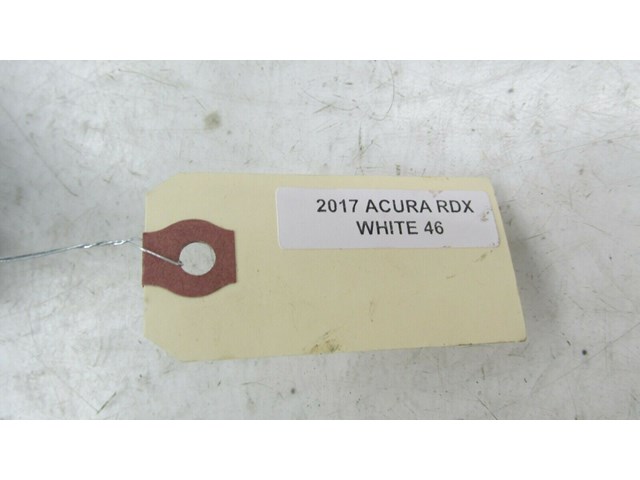 2017 ACURA RDX
WHITE 46